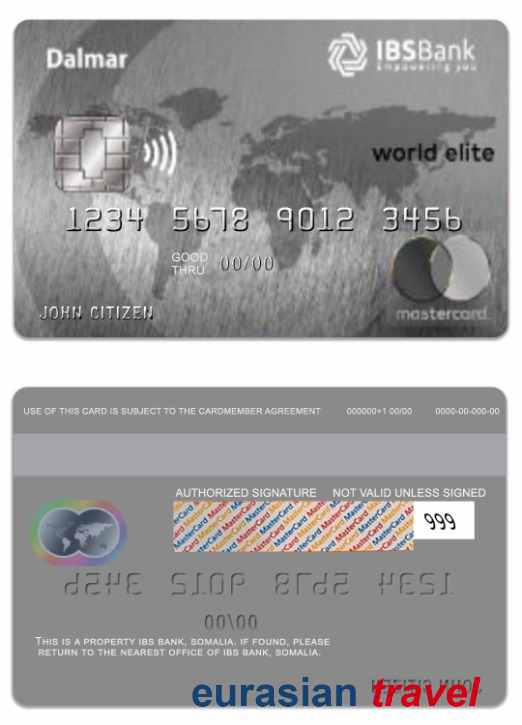 Dalmar
IBSBank
Empowering you
world elite
1234 5678 9012 3456
GOOD
THRU 00/00
JOHN CITIZEN
mastercard
USE OF THIS CARD IS SUBJECT TO THE CARDMEMBER AGREEMENT 000000+1 00/00 0000-00-000-00
AUTHORIZED SIGNATURE NOT VALID UNLESS SIGNED
MasterCard MasterCard MasterCard
999
THIS IS A PROPERTY IBS BANK, SOMALIA. IF FOUND, PLEASE
RETURN TO THE NEAREST OFFICE OF IBS BANK, SOMALIA.
eurasian travel